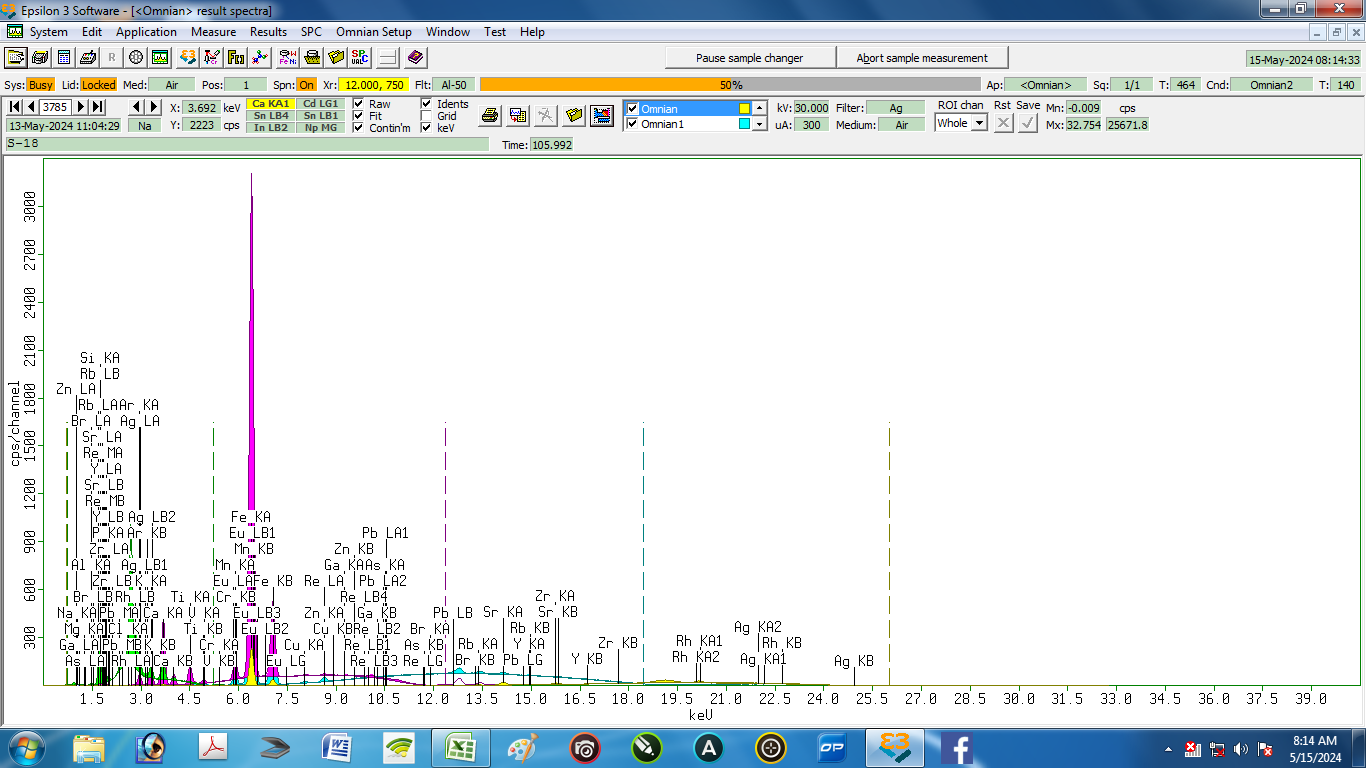 Epsilon 3 Software - [<Omnian> result spectra]
System Edit Application Measure Results SPC Omnian Setup Window Test Help
Pause sample changer Abort sample measurement 15-May-2024 08:14:33
Sys: Busy Lid: Locked Med: Air Pos: 1 Spn: On Xr: 12.000, 750 Flt: Al-50 50% Ap: <Omnian> Sq: 1/1 T: 464 Cnd: Omnian2 T: 140
3785 X: 3.692 keV Ca KA1 Cd LG1 Raw Idents Omnian kV: 30.000 Filter: Ag ROI chan Rst Save Mn: -0.009 cps
13-May-2024 11:04:29 Na Y: 2223 cps Sn LB4 Sn LB1 Fit Grid Omnian1 uA: 300 Medium: Air Whole Mx: 32.754 25671.8
In LB2 Np MG Contin'm keV
S-18 Time: 105.992
3000
2700
2400
2100
1800
1500
1200
900
600
300
cps/channel
Si KA
Rb LB
Zn LA
Rb LA Ar KA
Br LA Ag LA
Sr LA
Re MA
Y LA
Sr LB
Re MB
Y LB Ag LB2 Fe KA
P KA Ar KB Eu LB1 Pb LA1
Zr LA Mn KB Zn KB
Al KA Ag LB1 Mn KA Ga KA As KA
Zr LB K KA Eu LA Fe KB Re LA Pb LA2
Br LB Rh LB Ti KA Cr KB Re LB4 Zr KA
Na KA Pb MA Ca KA V KA Eu LB3 Zn KA Ga KB Pb LB Sr KA Sr KB
Mg KA Cl KA Ti KB Eu LB2 Cu KB Re LB2 Br KA Rb KB Ag KA2
Ga LA Pb MB K KB Cr KA Cu KA Re LB1 As KB Rb KA Y KA Zr KB Rh KA1 Rh KB
As LA Rh LA Ca KB V KB Eu LG Re LB3 Re LG Br KB Pb LG Y KB Rh KA2 Ag KA1 Ag KB
1.5 3.0 4.5 6.0 7.5 9.0 10.5 12.0 13.5 15.0 16.5 18.0 19.5 21.0 22.5 24.0 25.5 27.0 28.5 30.0 31.5 33.0 34.5 36.0 37.5 39.0
keV
8:14 AM
5/15/2024